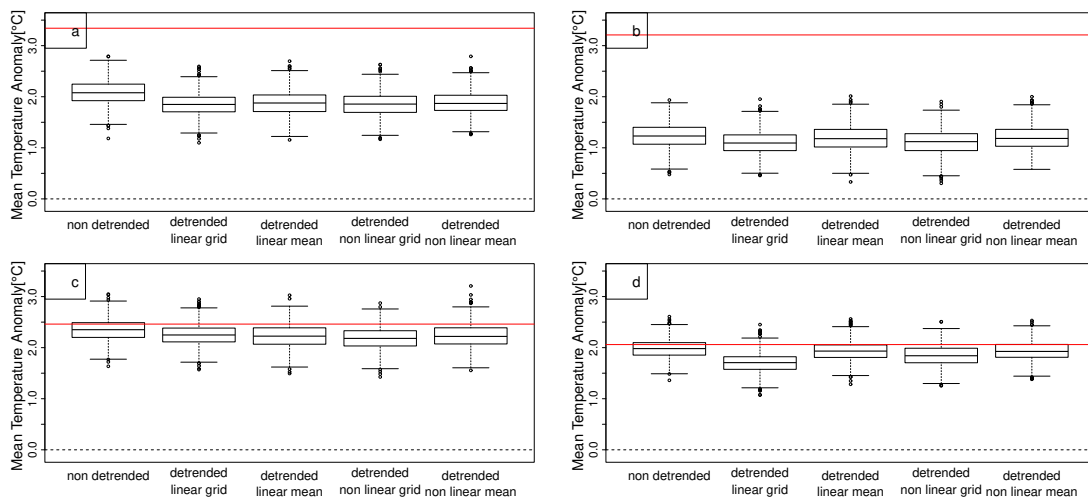 a
Mean Temperature Anomaly[°C]
3.0
2.0
1.0
0.0
non detrended
detrended
linear grid
detrended
linear mean
detrended
non linear grid
detrended
non linear mean
b
Mean Temperature Anomaly[°C]
3.0
2.0
1.0
0.0
non detrended
detrended
linear grid
detrended
linear mean
detrended
non linear grid
detrended
non linear mean
c
Mean Temperature Anomaly[°C]
3.0
2.0
1.0
0.0
non detrended
detrended
linear grid
detrended
linear mean
detrended
non linear grid
detrended
non linear mean
d
Mean Temperature Anomaly[°C]
3.0
2.0
1.0
0.0
non detrended
detrended
linear grid
detrended
linear mean
detrended
non linear grid
detrended
non linear mean